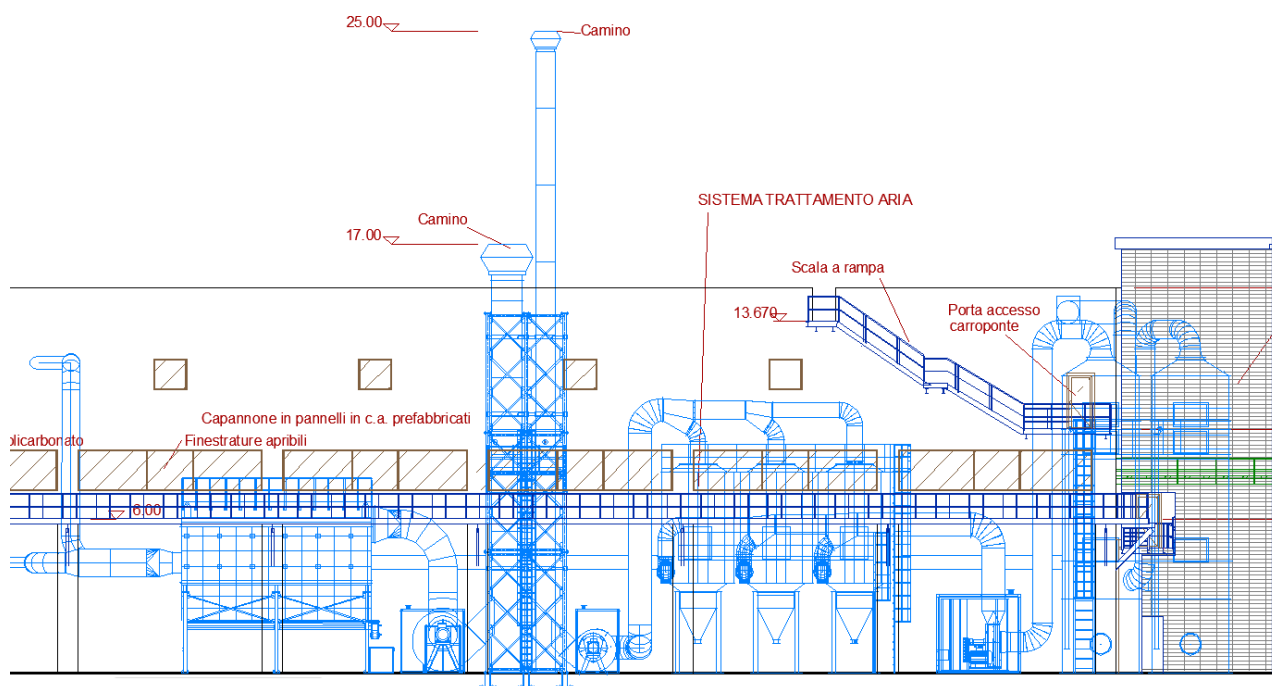 25.00
Camino
SISTEMA TRATTAMENTO ARIA
Camino
17.00
Scala a rampa
13.670
Porta accesso
carroponte
Capannone in pannelli in c.a. prefabbricati
olicarbonato
Finestrature apribili
6,00